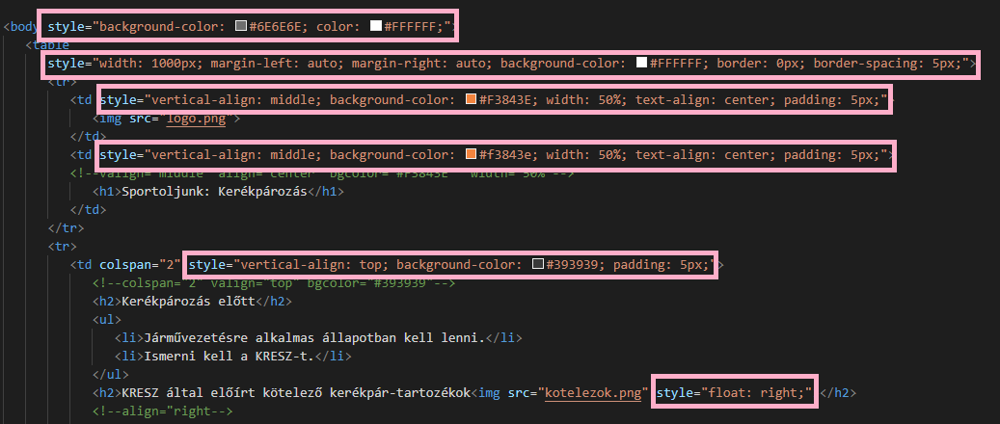 <body style="background-color: #6E6E6E; color: #FFFFFF;">
<table
style="width: 1000px; margin-left: auto; margin-right: auto; background-color: #FFFFFF; border: 0px; border-spacing: 5px;">
<tr>
<td style="vertical-align: middle; background-color: #F3843E; width: 50%; text-align: center; padding: 5px;">
<img src="logo.png">
</td>
<td style="vertical-align: middle; background-color: #f3843e; width: 50%; text-align: center; padding: 5px;">
<!--valign="middle" align="center" bgcolor="#F3843E" width="50%"-->
<h1>Sportoljunk: Kerékpározás</h1>
</td>
</tr>
<tr>
<td colspan="2" style="vertical-align: top; background-color: #393939; padding: 5px;">
<!--colspan="2" valign="top" bgcolor="#393939"-->
<h2>Kerékpározás előtt</h2>
<ul>
<li>Járművezetésre alkalmas állapotban kell lenni.</li>
<li>Ismerni kell a KRESZ-t.</li>
</ul>
<h2>KRESZ által előírt kötelező kerékpár-tartozékok<img src="kotelezok.png" style="float: right;" </h2>
<!--align="right-->